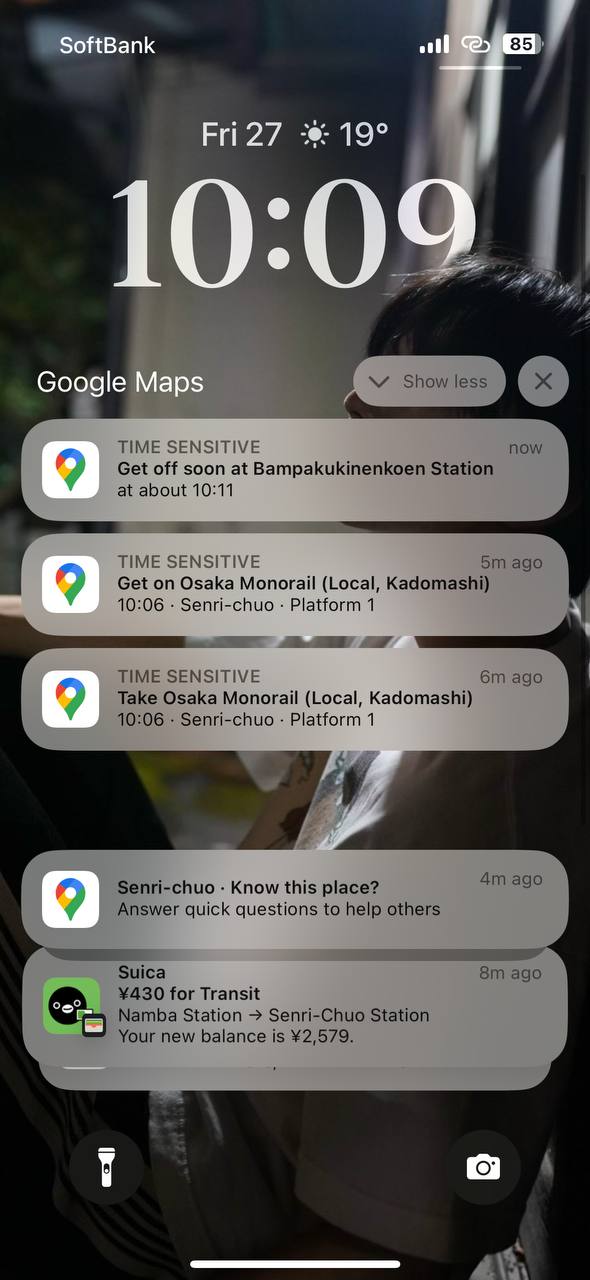 SoftBank
85
Fri 27 19°
10:09
Google Maps
Show less
TIME SENSITIVE
now
Get off soon at Bampakukinenkoen Station
at about 10:11
TIME SENSITIVE
5m ago
Get on Osaka Monorail (Local, Kadomashi)
10:06 · Senri-chuo · Platform 1
TIME SENSITIVE
6m ago
Take Osaka Monorail (Local, Kadomashi)
10:06 · Senri-chuo · Platform 1
4m ago
Senri-chuo · Know this place?
Answer quick questions to help others
Suica
8m ago
¥430 for Transit
Namba Station → Senri-Chuo Station
Your new balance is ¥2,579.